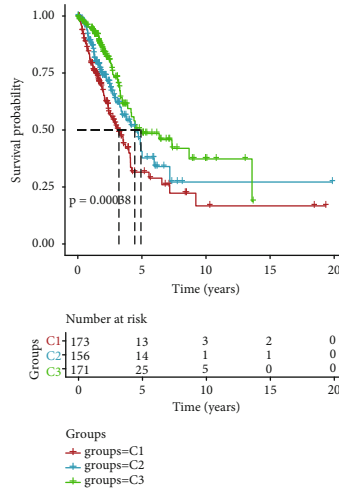 1.00
0.75
0.50
0.25
0.00
Survival probability
p = 0.00038
0 5 10 15 20
Time (years)
Number at risk
Groups
C1 173 13 3 2 0
C2 156 14 1 1 0
C3 171 25 5 0 0
0 5 10 15 20
Time (years)
Groups
groups=C1
groups=C2
groups=C3